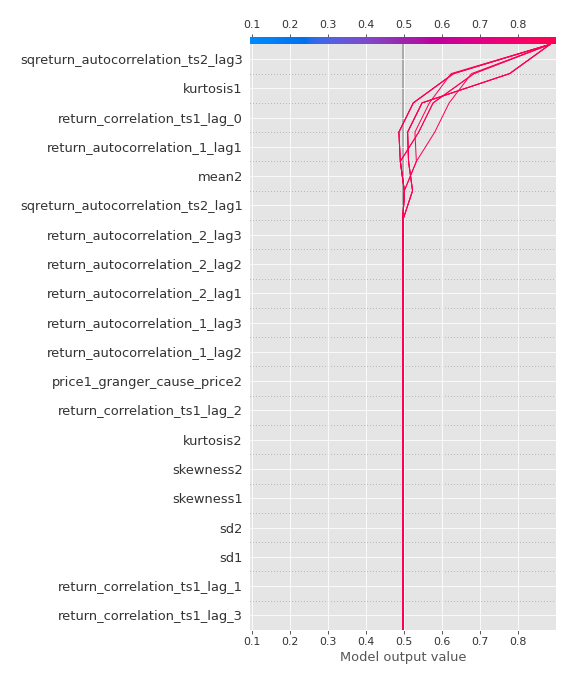 0.1 0.2 0.3 0.4 0.5 0.6 0.7 0.8
sqreturn_autocorrelation_ts2_lag3
kurtosis1
return_correlation_ts1_lag_0
return_autocorrelation_1_lag1
mean2
sqreturn_autocorrelation_ts2_lag1
return_autocorrelation_2_lag3
return_autocorrelation_2_lag2
return_autocorrelation_2_lag1
return_autocorrelation_1_lag3
return_autocorrelation_1_lag2
price1_granger_cause_price2
return_correlation_ts1_lag_2
kurtosis2
skewness2
skewness1
sd2
sd1
return_correlation_ts1_lag_1
return_correlation_ts1_lag_3
0.1 0.2 0.3 0.4 0.5 0.6 0.7 0.8
Model output value